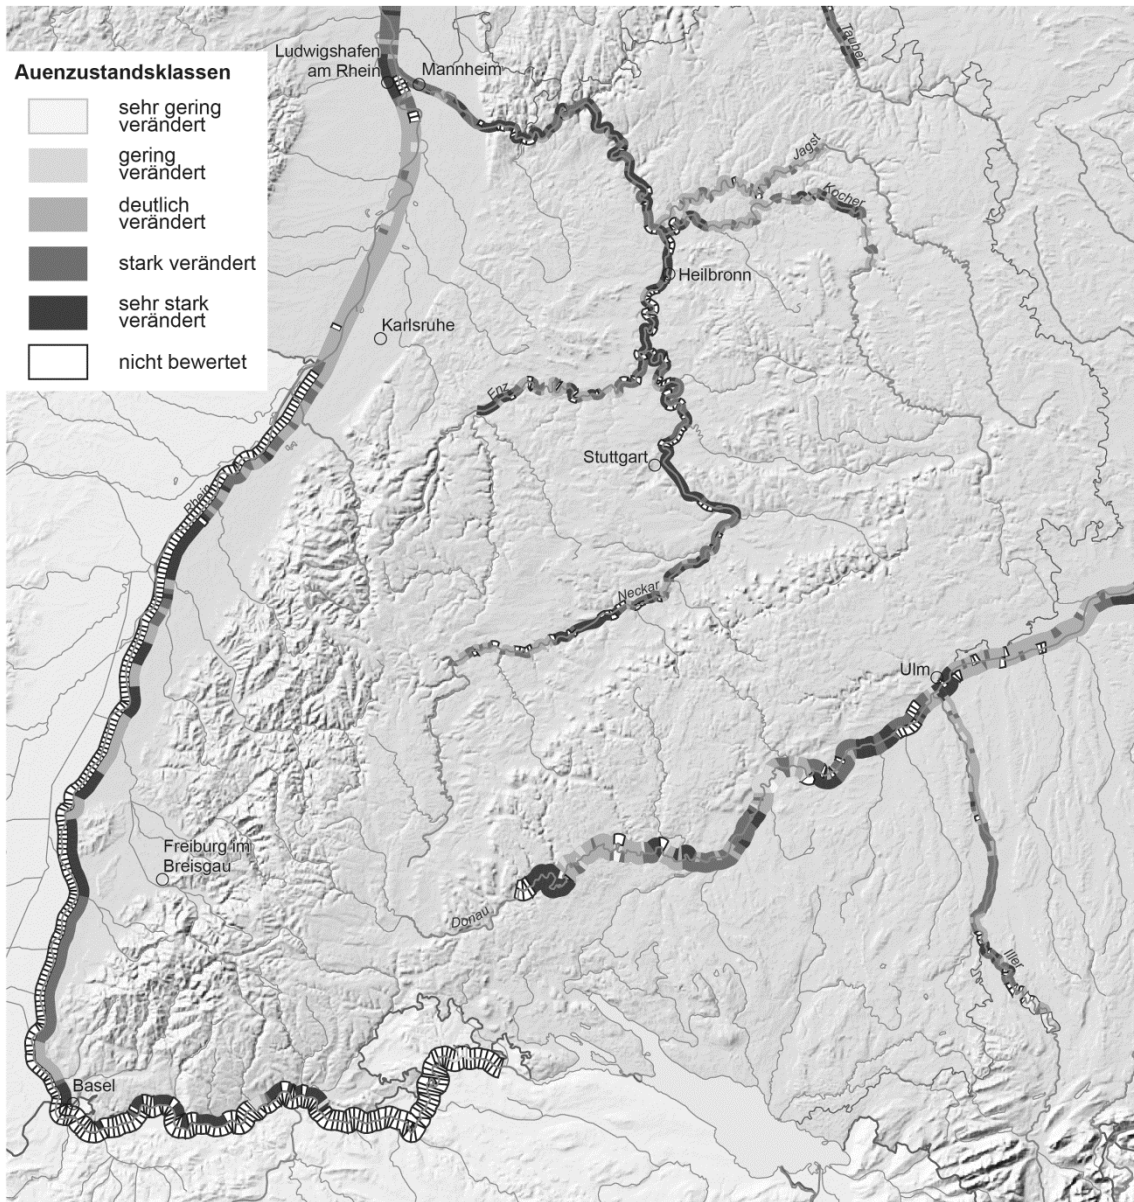 Auenzustandsklassen
sehr gering
verändert
gering
verändert
deutlich
verändert
stark verändert
sehr stark
verändert
nicht bewertet
Ludwigshafen
am Rhein
Mannheim
Tauber
Jagst
Kocher
Heilbronn
Karlsruhe
Enz
Stuttgart
Rhein
Neckar
Ulm
Freiburg im
Breisgau
Donau
Iller
Basel